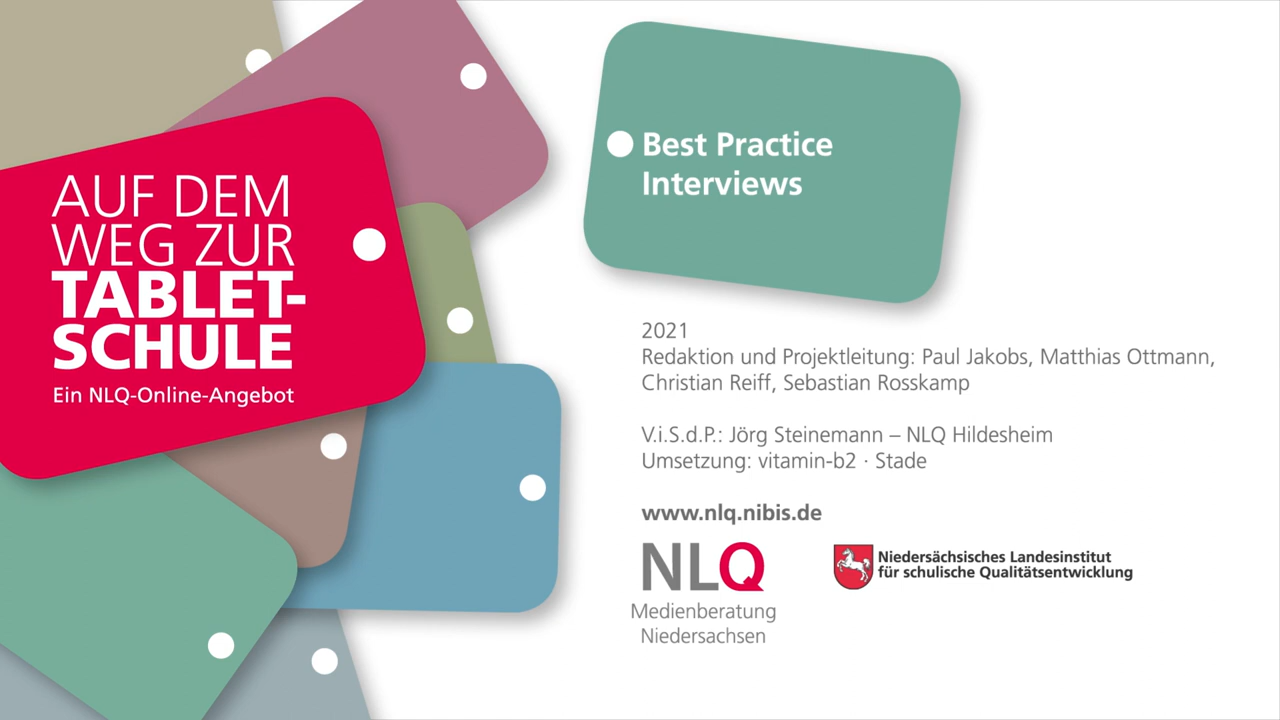 AUF DEM
WEG ZUR
TABLET-
SCHULE
Ein NLQ-Online-Angebot
Best Practice
Interviews
2021
Redaktion und Projektleitung: Paul Jakobs, Matthias Ottmann,
Christian Reiff, Sebastian Rosskamp
V.i.S.d.P.: Jörg Steinemann – NLQ Hildesheim
Umsetzung: vitamin-b2 · Stade
www.nlq.nibis.de
NLQ
Medienberatung
Niedersachsen
Niedersächsisches Landesinstitut
für schulische Qualitätsentwicklung